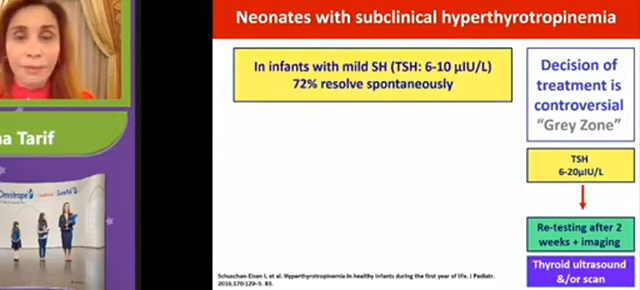 Neonates with subclinical hyperthyrotropinemia
In infants with mild SH (TSH: 6-10 µIU/L)
72% resolve spontaneously
Decision of
treatment is
controversial
“Grey Zone”
TSH
6-20µIU/L
Re-testing after 2
weeks + imaging
Thyroid ultrasound
&/or scan
Schuschan-Eisen I, et al. Hyperthyrotropinemia in healthy infants during the first year of life. J Pediatr.
2016;170:120–5. 83.
a Tarif
Omnitrope